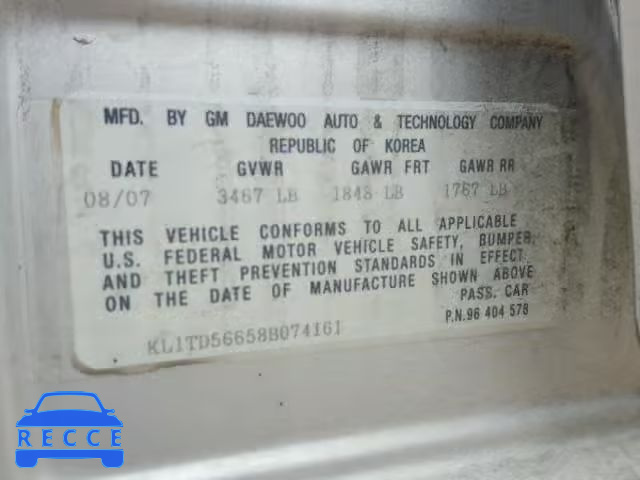 MFD. BY GM DAEWOO AUTO & TECHNOLOGY COMPANY
REPUBLIC OF KOREA
DATE GVWR GAWR FRT GAWR RR
08/07 3467 LB 1848 LB 1767 LB
THIS VEHICLE CONFORMS TO ALL APPLICABLE
U.S. FEDERAL MOTOR VEHICLE SAFETY, BUMPER,
AND THEFT PREVENTION STANDARDS IN EFFECT
ON THE DATE OF MANUFACTURE SHOWN ABOVE
PASS. CAR
KL1TD56658B074161
P.N.96 404 578
RECCE